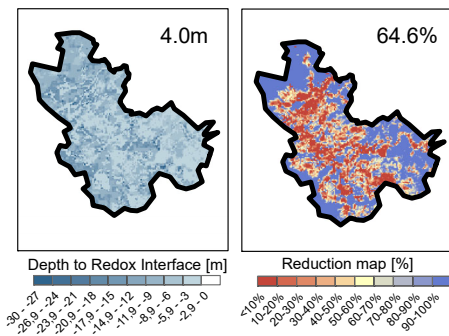 4.0m
64.6%
Depth to Redox Interface [m]
-30 - -27
-26.9 - -24
-23.9 - -21
-20.9 - -18
-17.9 - -15
-14.9 - -12
-11.9 - -9
-8.9 - -6
-5.9 - -3
-2.9 - 0
Reduction map [%]
<10%
10-20%
20-30%
30-40%
40-50%
50-60%
60-70%
70-80%
80-90%
90-100%